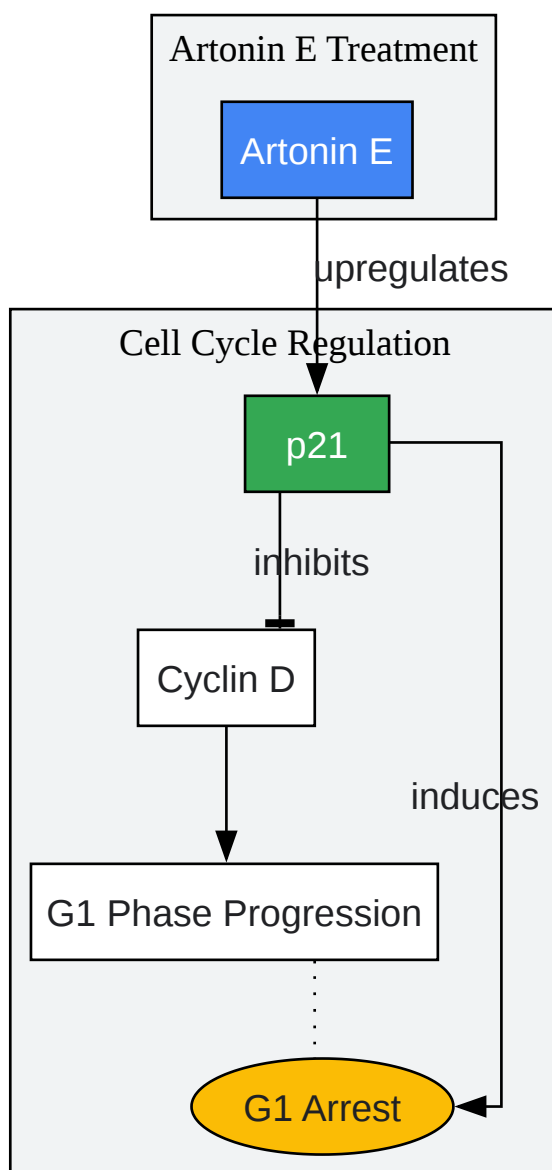 Artonin E Treatment
Artonin E
upregulates
Cell Cycle Regulation
p21
inhibits
Cyclin D
induces
G1 Phase Progression
G1 Arrest